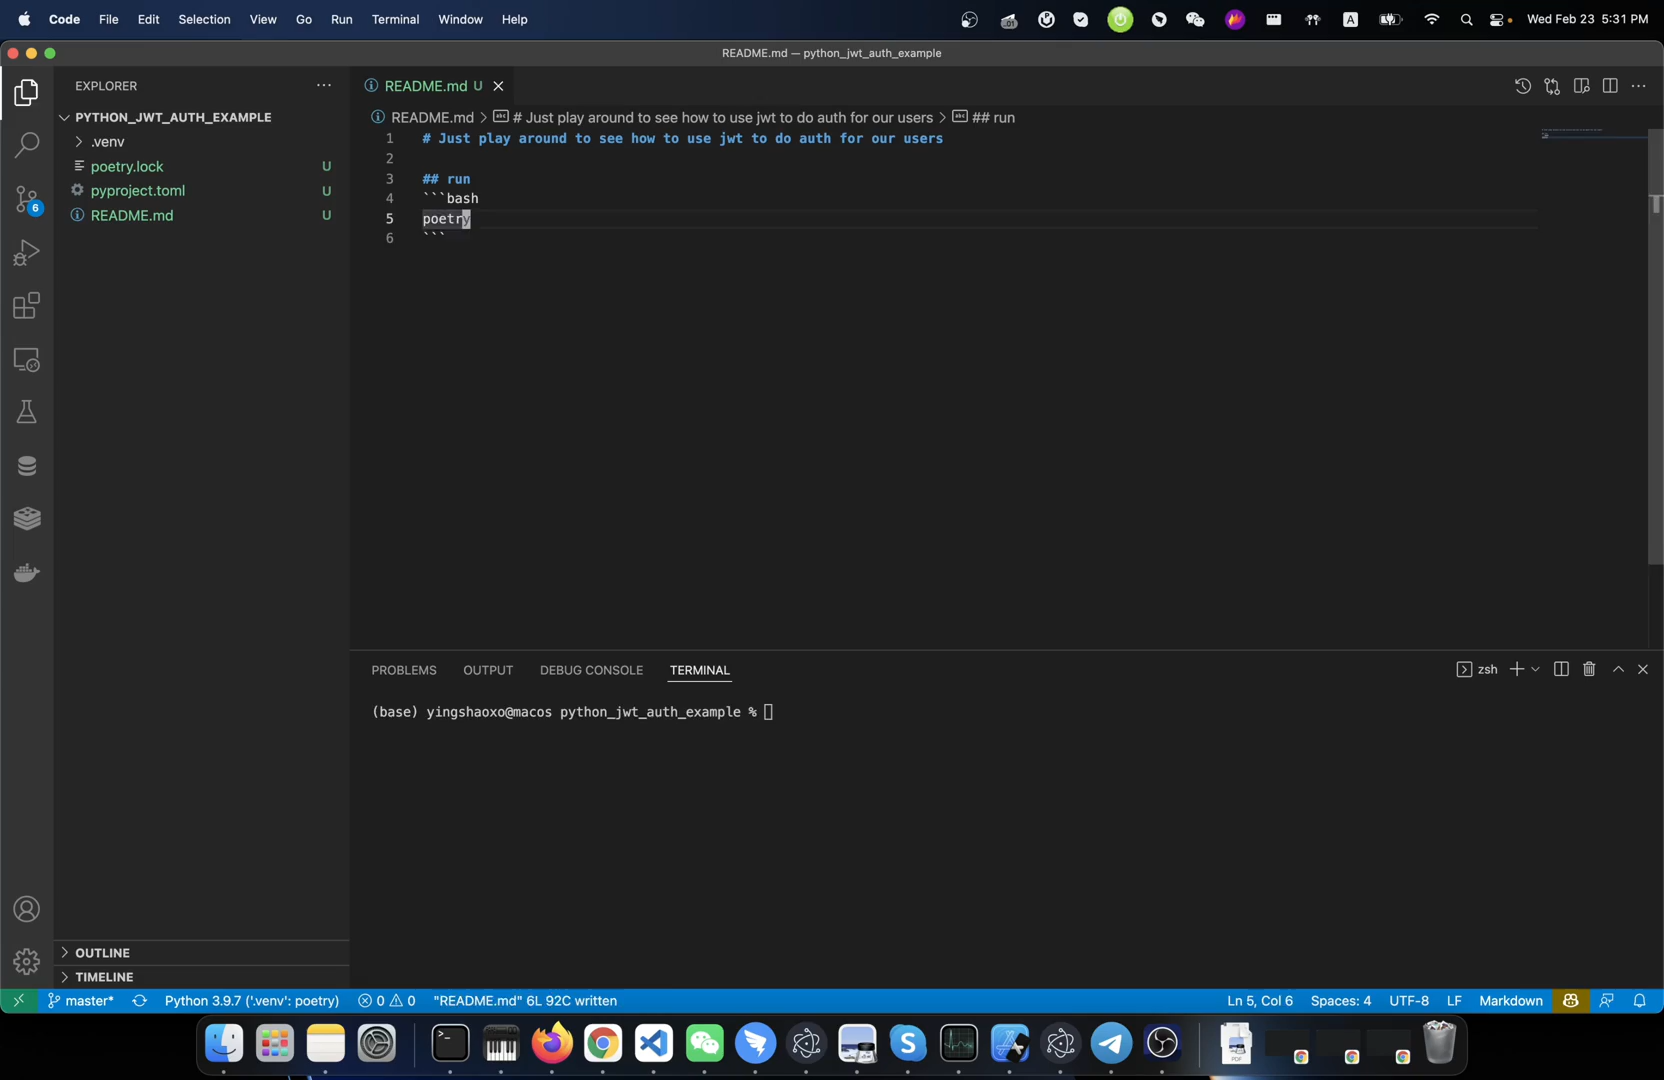 Code File Edit Selection View Go Run Terminal Window Help
A
Wed Feb 23 5:31 PM
README.md — python_jwt_auth_example
EXPLORER
README.md U
PYTHON_JWT_AUTH_EXAMPLE
README.md > # Just play around to see how to use jwt to do auth for our users > ## run
.venv
poetry.lock U
pyproject.toml U
README.md U
6
1 # Just play around to see how to use jwt to do auth for our users
2
3 ## run
4 ```bash
5 poetry
6 ```
PROBLEMS OUTPUT DEBUG CONSOLE TERMINAL
zsh
(base) yingshaoxo@macos python_jwt_auth_example %
OUTLINE
TIMELINE
master* Python 3.9.7 ('.venv': poetry) 0 0 "README.md" 6L 92C written
Ln 5, Col 6 Spaces: 4 UTF-8 LF Markdown
PDF